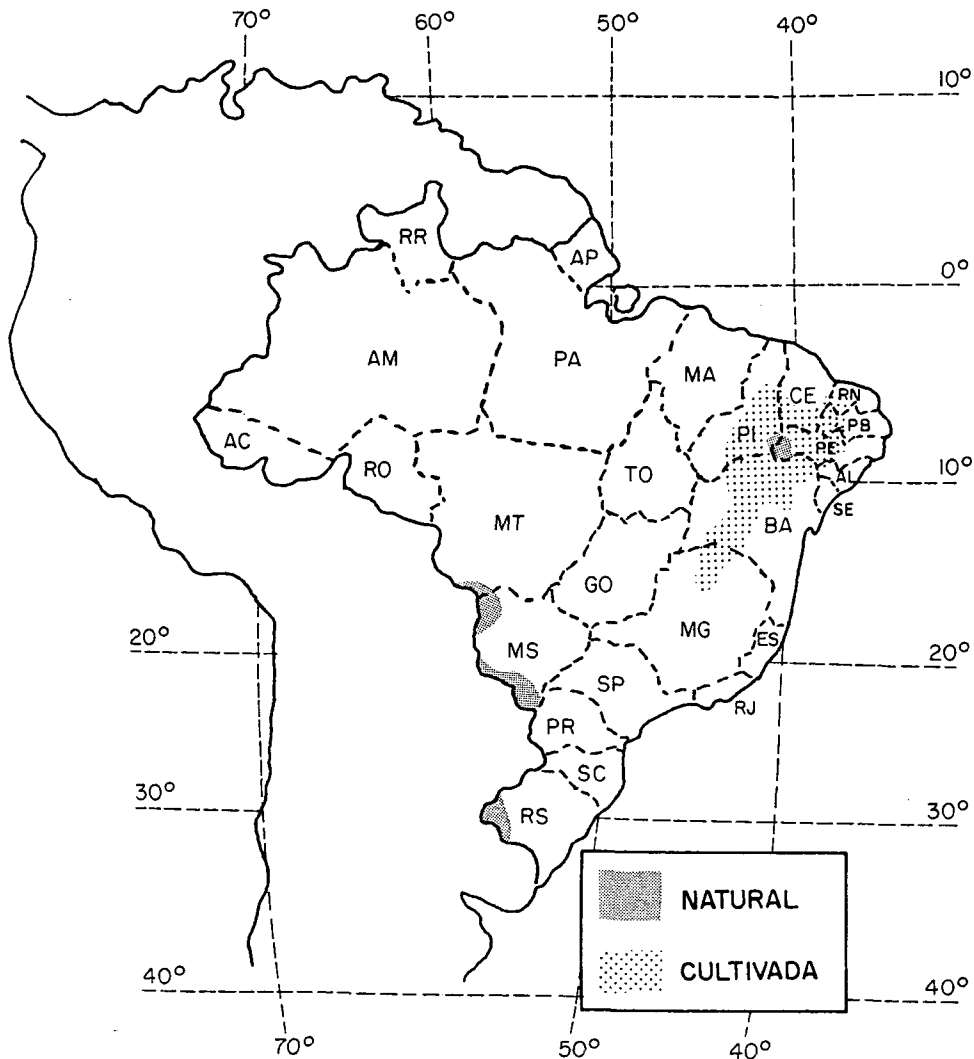 70° 60° 50° 40°
10°
RR
AP
0°
AM PA MA CE RN
PI PB
PE
AC
RO TO AL 10°
SE
MT BA
GO
MG
20° MS ES
SP 20°
RJ
PR
SC
30° RS 30°
NATURAL
CULTIVADA
40° 40°
70° 50° 40°